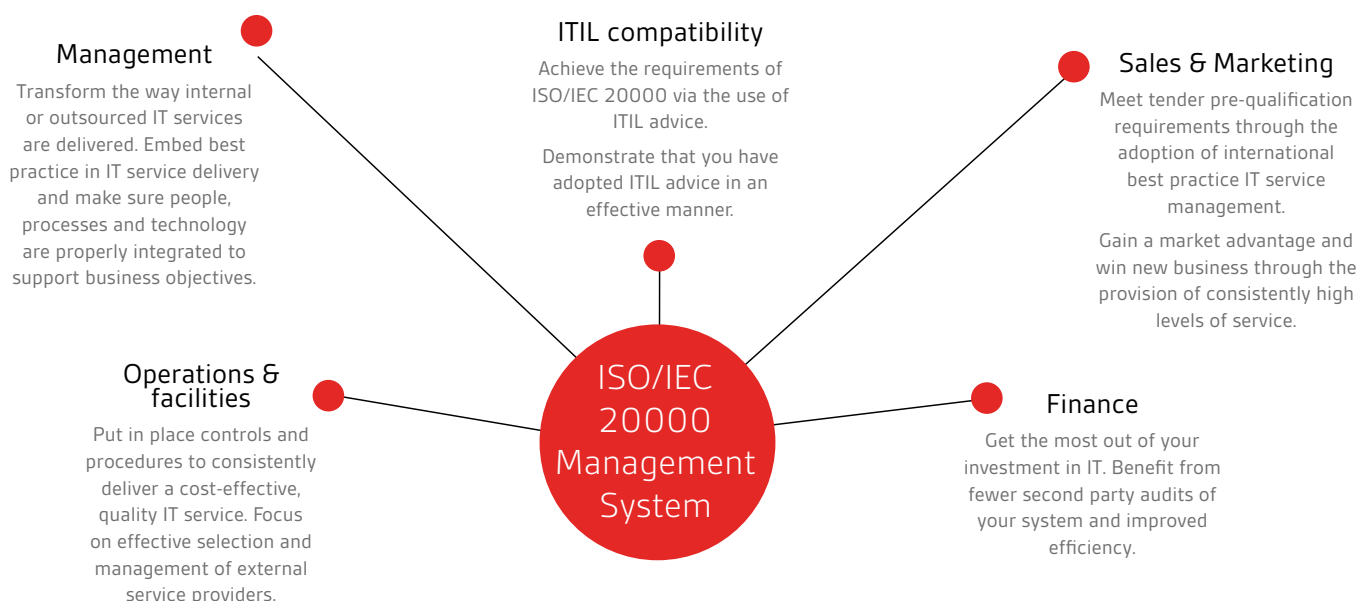 Management
Transform the way internal
or outsourced IT services
are delivered. Embed best
practice in IT service delivery
and make sure people,
processes and technology
are properly integrated to
support business objectives.
ITIL compatibility
Achieve the requirements of
ISO/IEC 20000 via the use of
ITIL advice.
Demonstrate that you have
adopted ITIL advice in an
effective manner.
Sales & Marketing
Meet tender pre-qualification
requirements through the
adoption of international
best practice IT service
management.
Gain a market advantage and
win new business through the
provision of consistently high
levels of service.
Operations &
facilities
Put in place controls and
procedures to consistently
deliver a cost-effective,
quality IT service. Focus
on effective selection and
management of external
service providers.
ISO/IEC
20000
Management
System
Finance
Get the most out of your
investment in IT. Benefit from
fewer second party audits of
your system and improved
efficiency.